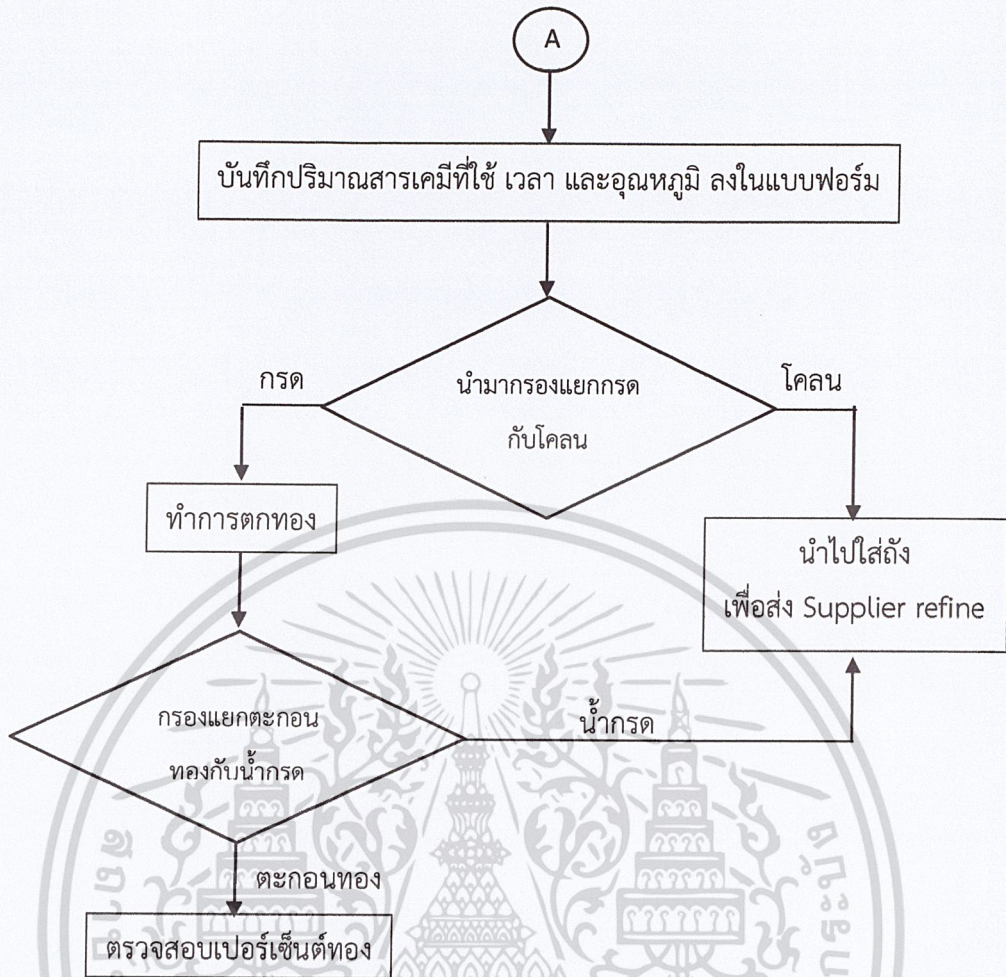 A
บันทึกปริมาณสารเคมีที่ใช้ เวลา และอุณหภูมิ ลงในแบบฟอร์ม
กรด
นำมากรองแยกกรด
กับโคลน
โคลน
ทำการตกทอง
นำไปใส่ถัง
เพื่อส่ง Supplier refine
กรองแยกตะกอน
ทองกับน้ำกรด
น้ำกรด
ตะกอนทอง
ตรวจสอบเปอร์เซ็นต์ทอง